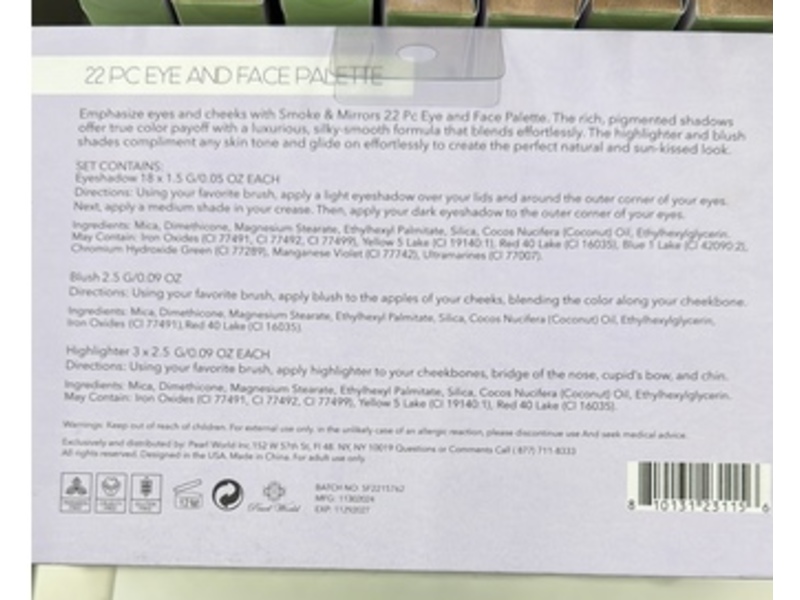 22 PC EYE AND FACE PALETTE
Emphasize eyes and cheeks with Smoke & Mirrors 22 Pc Eye and Face Palette. The rich, pigmented shadows
offer true color payoff with a luxurious, silky-smooth formula that blends effortlessly. The highlighter and blush
shades compliment any skin tone and glide on effortlessly to create the perfect natural and sun-kissed look.
SET CONTAINS:
Eyeshadow 18 x 1.5 G/0.05 OZ EACH
Directions: Using your favorite brush, apply a light eyeshadow over your lids and around the outer corner of your eyes.
Next, apply a medium shade in your crease. Then, apply your dark eyeshadow to the outer corner of your eyes.
Ingredients: Mica, Dimethicone, Magnesium Stearate, Ethylhexyl Palmitate, Silica, Cocos Nucifera (Coconut) Oil, Ethylhexylglycerin.
May Contain: Iron Oxides (CI 77491, CI 77492, CI 77499), Yellow 5 Lake (CI 19140:1), Red 40 Lake (CI 16035), Blue 1 Lake (CI 42090:2),
Chromium Hydroxide Green (CI 77289), Manganese Violet (CI 77742), Ultramarines (CI 77007).
Blush 2.5 G/0.09 OZ
Directions: Using your favorite brush, apply blush to the apples of your cheeks, blending the color along your cheekbone.
Ingredients: Mica, Dimethicone, Magnesium Stearate, Ethylhexyl Palmitate, Silica, Cocos Nucifera (Coconut) Oil, Ethylhexylglycerin,
Iron Oxides (CI 77491), Red 40 Lake (CI 16035).
Highlighter 3 x 2.5 G/0.09 OZ EACH
Directions: Using your favorite brush, apply highlighter to your cheekbones, bridge of the nose, cupid's bow, and chin.
Ingredients: Mica, Dimethicone, Magnesium Stearate, Ethylhexyl Palmitate, Silica, Cocos Nucifera (Coconut) Oil, Ethylhexylglycerin.
May Contain: Iron Oxides (CI 77491, CI 77492, CI 77499), Yellow 5 Lake (CI 19140:1), Red 40 Lake (CI 16035).
Warnings: Keep out of reach of children. For external use only. in the unlikely case of an allergic reaction, please discontinue use And seek medical advice.
Exclusively and distributed by: Pearl World Inc. 152 W 57th St, Fl 48. NY, NY 10019 Questions or Comments Call ( 877) 711-8333
All rights reserved. Designed in the USA. Made in China. For adult use only.
12 M
Pearl World
BATCH NO: SF2215762
MFG: 11302024
EXP: 11292027
8 10131 23115 6